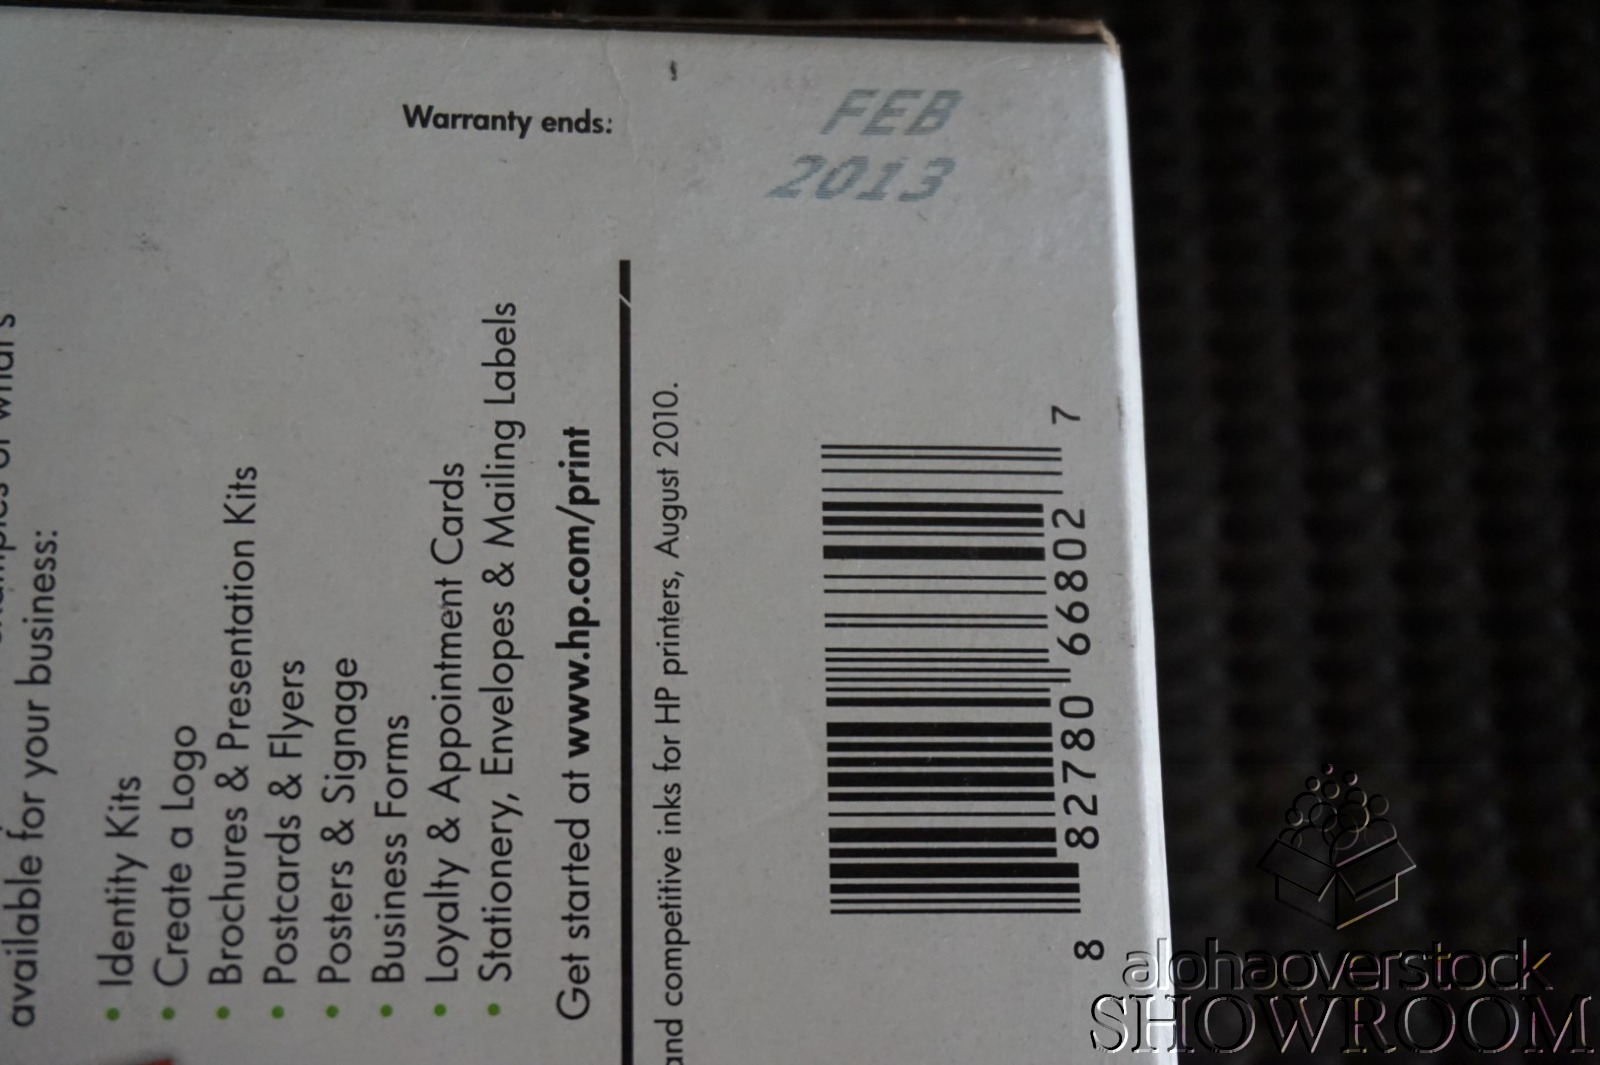 available for your business:
• Identity Kits
• Create a Logo
• Brochures & Presentation Kits
• Postcards & Flyers
• Posters & Signage
• Business Forms
• Loyalty & Appointment Cards
• Stationery, Envelopes & Mailing Labels
Get started at www.hp.com/print
and competitive inks for HP printers, August 2010.
Warranty ends:
FEB
2013
8 82780 66802 7
alohaoverstock
SHOWROOM